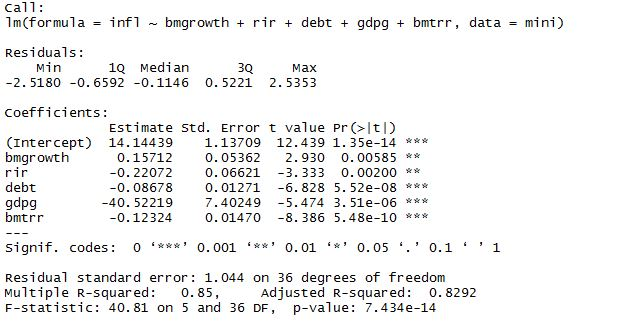 Call:
lm(formula = infl ~ bmgrowth + rir + debt + gdpg + bmtrr, data = mini)
Residuals:
Min 1Q Median 3Q Max
-2.5180 -0.6592 -0.1146 0.5221 2.5353
Coefficients:
Estimate Std. Error t value Pr(>|t|)
(Intercept) 14.14439 1.13709 12.439 1.35e-14 ***
bmgrowth 0.15712 0.05362 2.930 0.00585 **
rir -0.22072 0.06621 -3.333 0.00200 **
debt -0.08678 0.01271 -6.828 5.52e-08 ***
gdpg -40.52219 7.40249 -5.474 3.51e-06 ***
bmtrr -0.12324 0.01470 -8.386 5.48e-10 ***
---
Signif. codes: 0 ‘***’ 0.001 ‘**’ 0.01 ‘*’ 0.05 ‘.’ 0.1 ‘ ’ 1
Residual standard error: 1.044 on 36 degrees of freedom
Multiple R-squared: 0.85, Adjusted R-squared: 0.8292
F-statistic: 40.81 on 5 and 36 DF, p-value: 7.434e-14